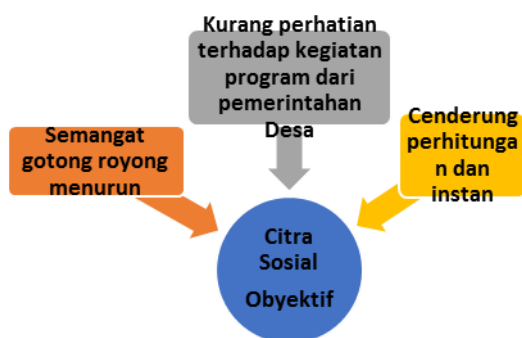 Kurang perhatian
terhadap kegiatan
program dari
pemerintahan
Desa
Semangat
gotong royong
menurun
Cenderung
perhitunga
n dan
instan
Citra
Sosial
Obyektif